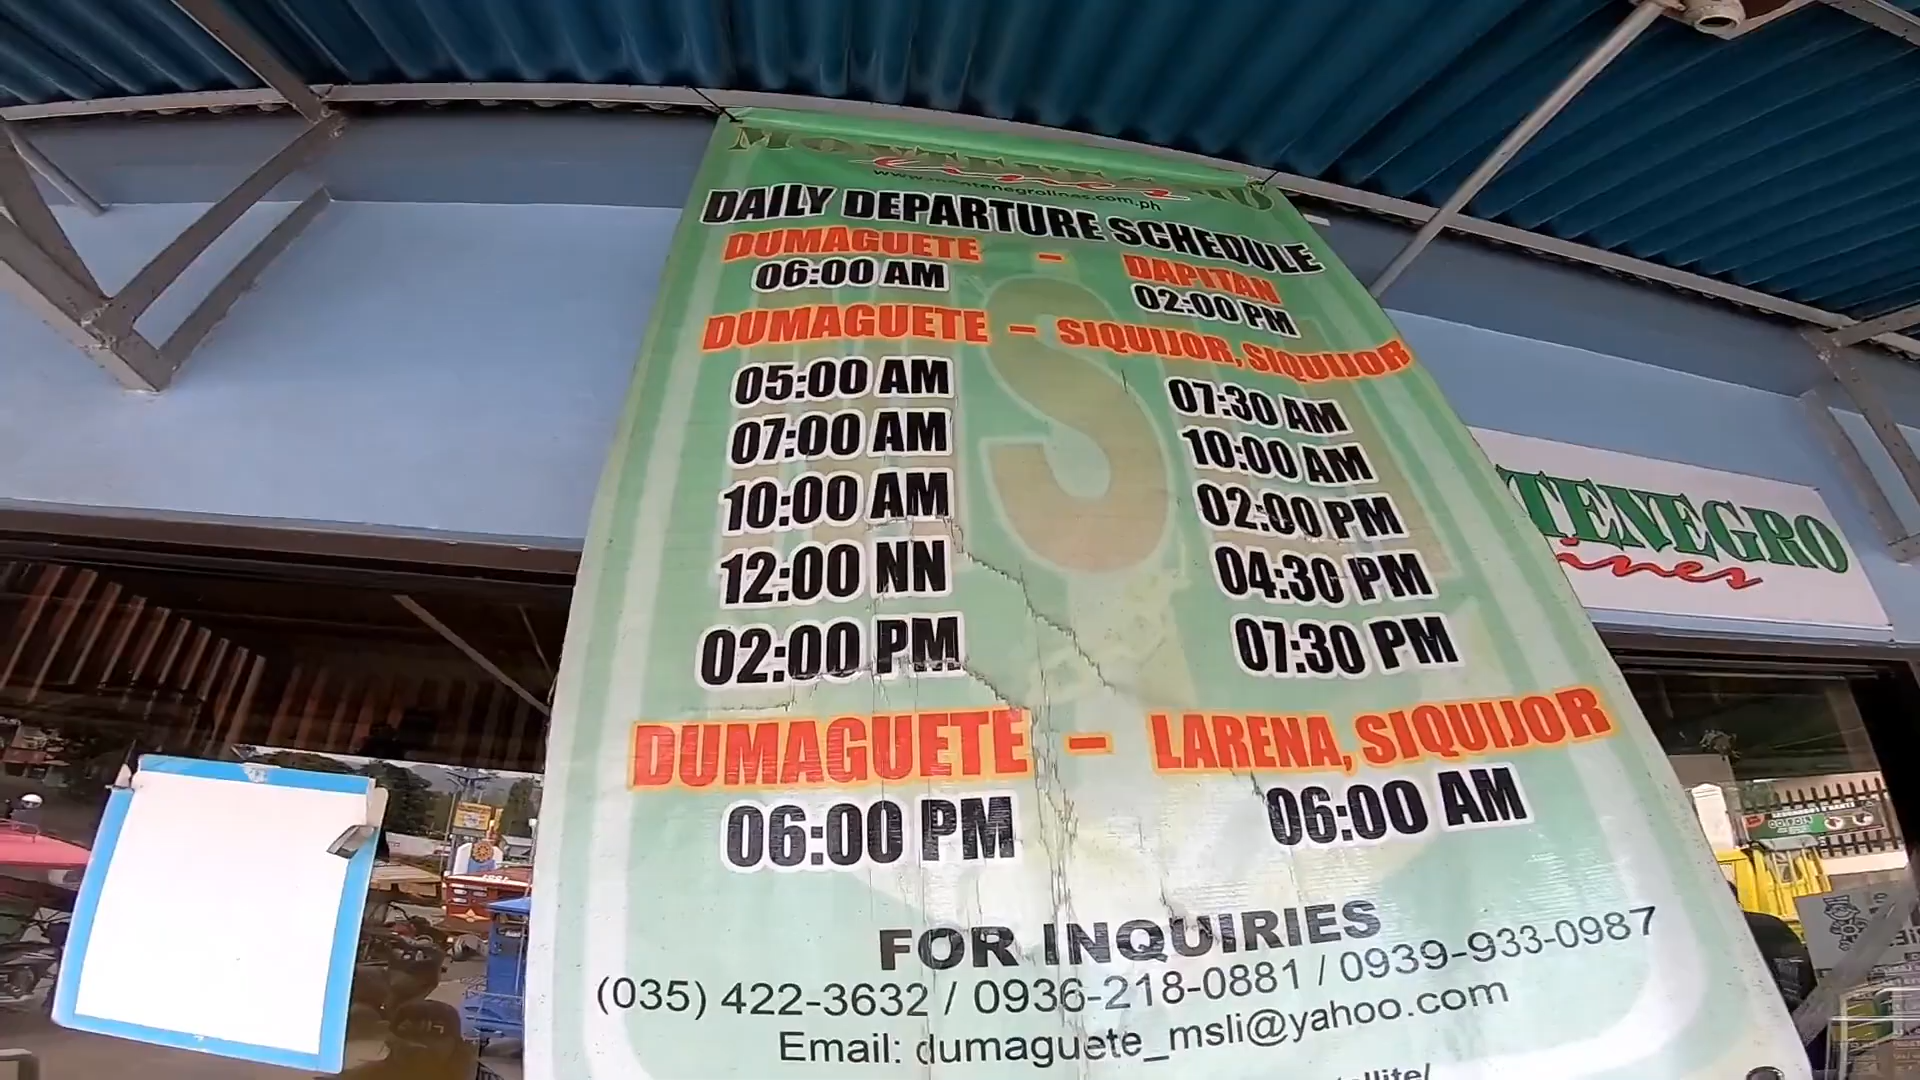 MONTENEGRO
Lines
www.montenegrolines.com.ph
DAILY DEPARTURE SCHEDULE
DUMAGUETE – DAPITAN
06:00 AM 02:00 PM
DUMAGUETE – SIQUIJOR, SIQUIJOR
05:00 AM 07:30 AM
07:00 AM 10:00 AM
10:00 AM 02:00 PM
12:00 NN 04:30 PM
02:00 PM 07:30 PM
DUMAGUETE – LARENA, SIQUIJOR
06:00 PM 06:00 AM
FOR INQUIRIES
(035) 422-3632 / 0936-218-0881 / 0939-933-0987
Email: dumaguete_msli@yahoo.com
TENEGRO
ines